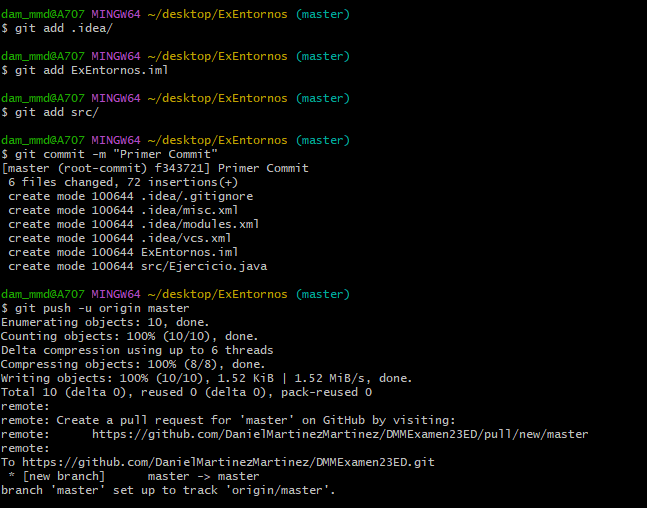 dam_mmd@A707 MINGW64 ~/desktop/ExEntornos (master)
$ git add .idea/
dam_mmd@A707 MINGW64 ~/desktop/ExEntornos (master)
$ git add ExEntornos.iml
dam_mmd@A707 MINGW64 ~/desktop/ExEntornos (master)
$ git add src/
dam_mmd@A707 MINGW64 ~/desktop/ExEntornos (master)
$ git commit -m "Primer Commit"
[master (root-commit) f343721] Primer Commit
 6 files changed, 72 insertions(+)
 create mode 100644 .idea/.gitignore
 create mode 100644 .idea/misc.xml
 create mode 100644 .idea/modules.xml
 create mode 100644 .idea/vcs.xml
 create mode 100644 ExEntornos.iml
 create mode 100644 src/Ejercicio.java
dam_mmd@A707 MINGW64 ~/desktop/ExEntornos (master)
$ git push -u origin master
Enumerating objects: 10, done.
Counting objects: 100% (10/10), done.
Delta compression using up to 6 threads
Compressing objects: 100% (8/8), done.
Writing objects: 100% (10/10), 1.52 KiB | 1.52 MiB/s, done.
Total 10 (delta 0), reused 0 (delta 0), pack-reused 0
remote:
remote: Create a pull request for 'master' on GitHub by visiting:
remote:      https://github.com/DanielMartinezMartinez/DMMExamen23ED/pull/new/master
remote:
To https://github.com/DanielMartinezMartinez/DMMExamen23ED.git
 * [new branch]      master -> master
branch 'master' set up to track 'origin/master'.